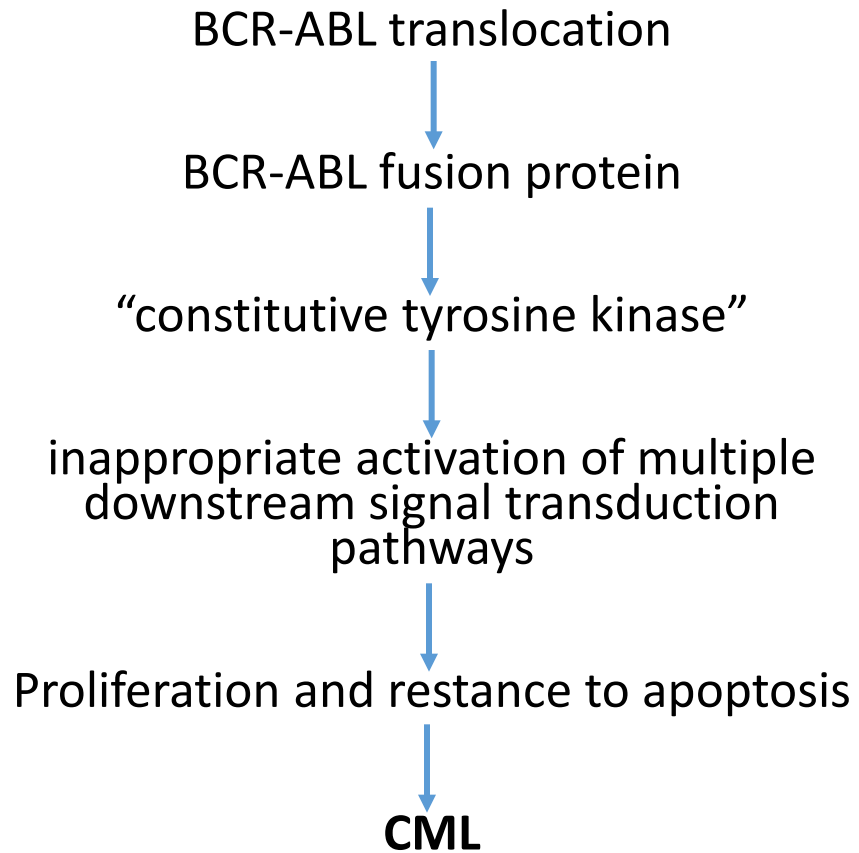 BCR-ABL translocation
BCR-ABL fusion protein
“constitutive tyrosine kinase”
inappropriate activation of multiple
downstream signal transduction
pathways
Proliferation and restance to apoptosis
CML